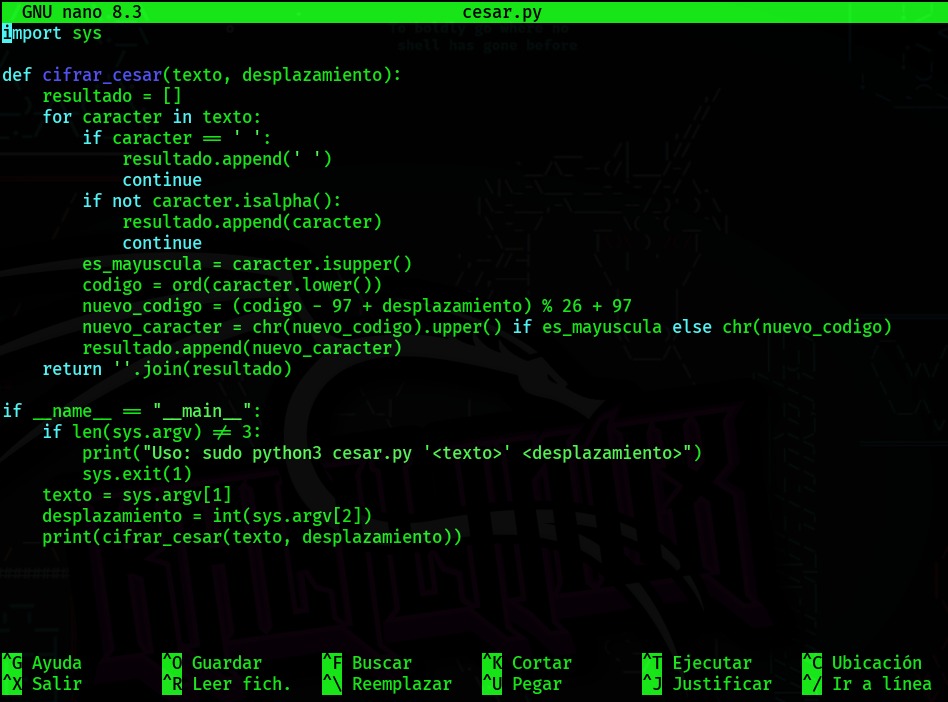 GNU nano 8.3 cesar.py
import sys
def cifrar_cesar(texto, desplazamiento):
    resultado = []
    for caracter in texto:
        if caracter == ' ':
            resultado.append(' ')
            continue
        if not caracter.isalpha():
            resultado.append(caracter)
            continue
        es_mayuscula = caracter.isupper()
        codigo = ord(caracter.lower())
        nuevo_codigo = (codigo - 97 + desplazamiento) % 26 + 97
        nuevo_caracter = chr(nuevo_codigo).upper() if es_mayuscula else chr(nuevo_codigo)
        resultado.append(nuevo_caracter)
    return ''.join(resultado)
if __name__ == "__main__":
    if len(sys.argv) != 3:
        print("Uso: sudo python3 cesar.py '<texto>' <desplazamiento>")
        sys.exit(1)
    texto = sys.argv[1]
    desplazamiento = int(sys.argv[2])
    print(cifrar_cesar(texto, desplazamiento))
^G Ayuda ^O Guardar ^F Buscar ^K Cortar ^T Ejecutar ^C Ubicación
^X Salir ^R Leer fich. ^\ Reemplazar ^U Pegar ^J Justificar ^/ Ir a línea